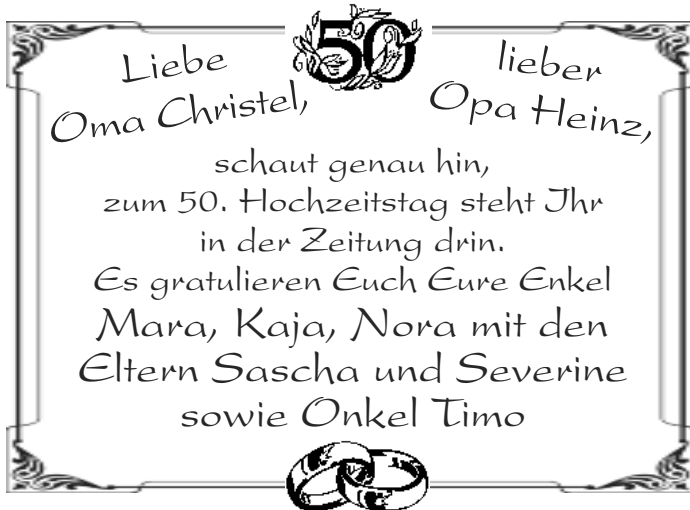 50
Liebe
Oma Christel,
lieber
Opa Heinz,
schaut genau hin,
zum 50. Hochzeitstag steht Ihr
in der Zeitung drin.
Es gratulieren Euch Eure Enkel
Mara, Kaja, Nora mit den
Eltern Sascha und Severine
sowie Onkel Timo